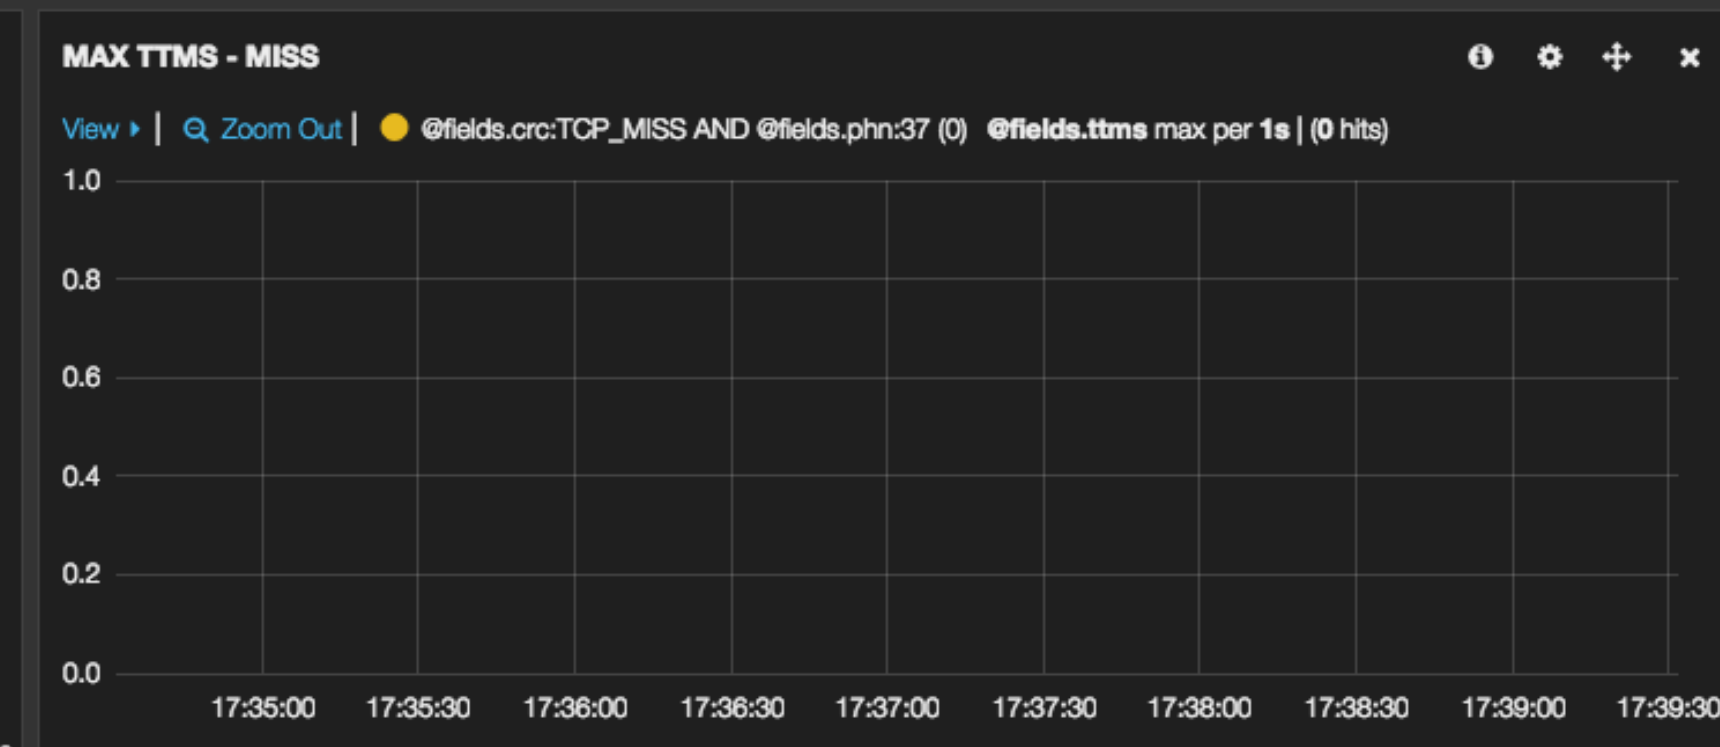 MAX TTMS - MISS
View | Zoom Out | @fields.crc:TCP_MISS AND @fields.phn:37 (0) @fields.ttms max per 1s | (0 hits)
1.0
0.8
0.6
0.4
0.2
0.0
17:35:00 17:35:30 17:36:00 17:36:30 17:37:00 17:37:30 17:38:00 17:38:30 17:39:00 17:39:30